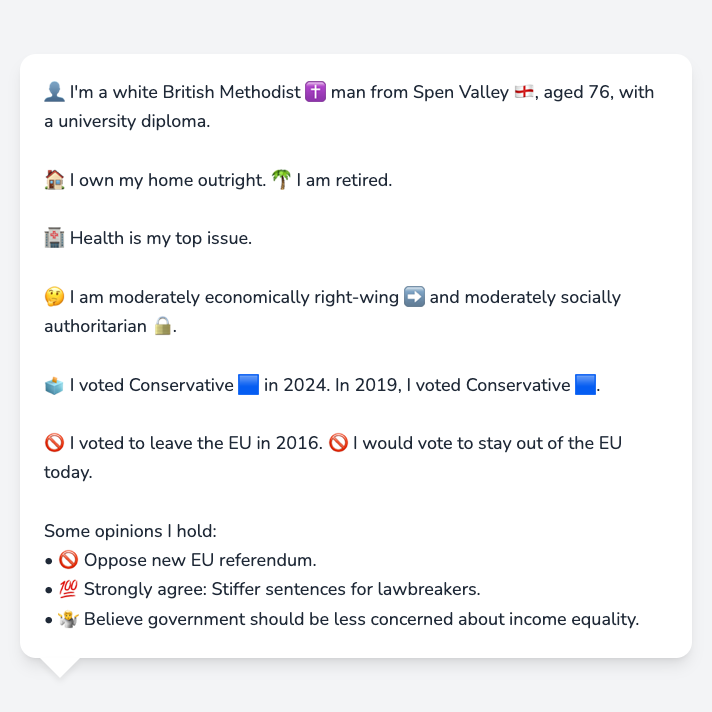 👤 I'm a white British Methodist ✝️ man from Spen Valley 🏴󠁧󠁢󠁥󠁮󠁧󠁿, aged 76, with
a university diploma.
🏠 I own my home outright. 🌴 I am retired.
🏥 Health is my top issue.
🤔 I am moderately economically right-wing ➡️ and moderately socially
authoritarian 🔒.
🗳️ I voted Conservative 🟦 in 2024. In 2019, I voted Conservative 🟦.
🚫 I voted to leave the EU in 2016. 🚫 I would vote to stay out of the EU
today.
Some opinions I hold:
• 🚫 Oppose new EU referendum.
• 💯 Strongly agree: Stiffer sentences for lawbreakers.
• 🤷 Believe government should be less concerned about income equality.